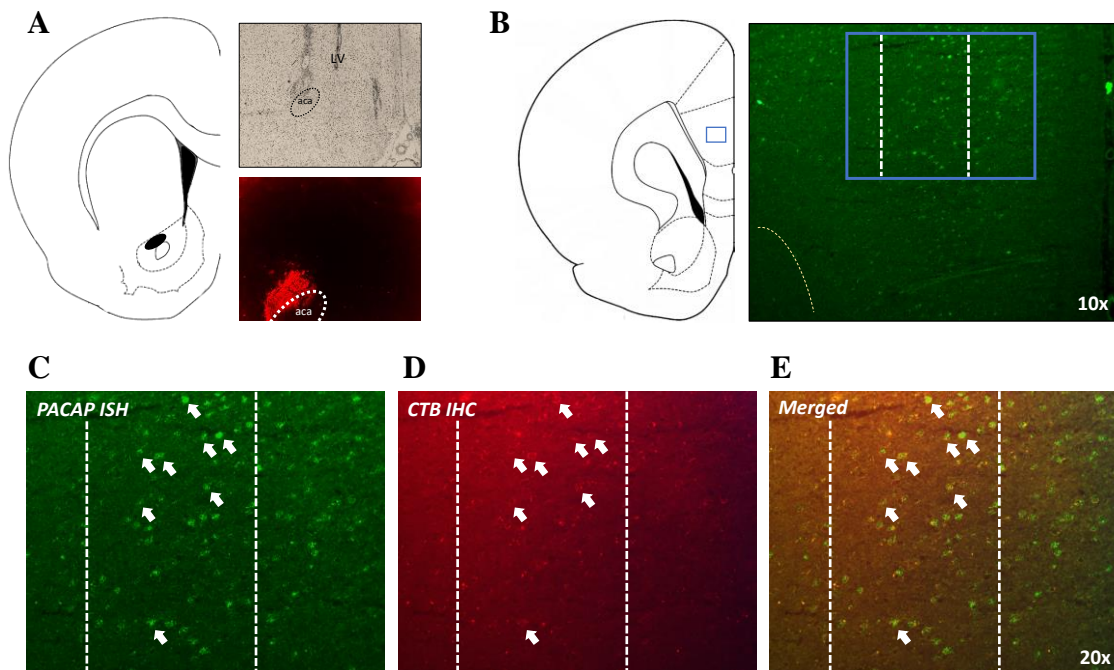 A
LV
aca
aca
B
10x
C
PACAP ISH
D
CTB IHC
E
Merged
20x